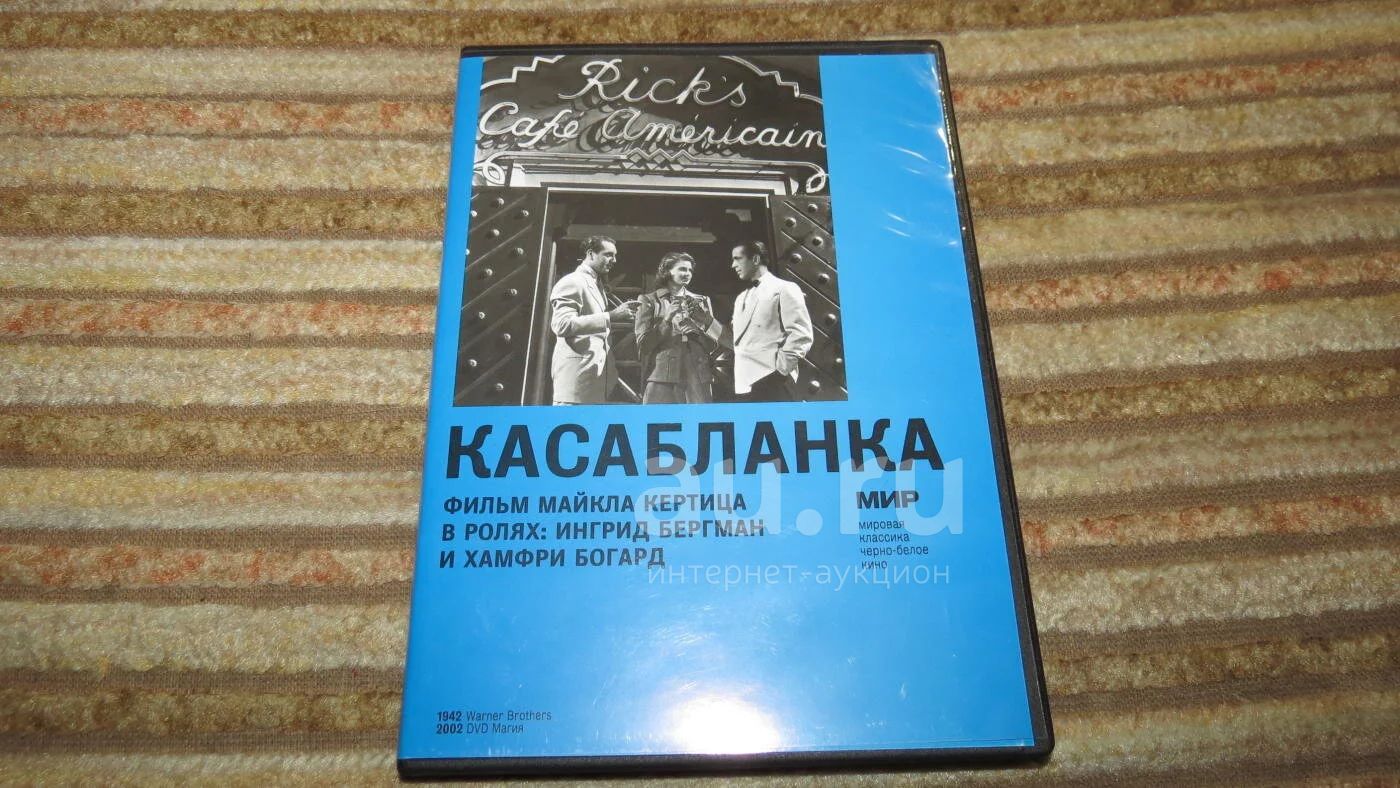 Rick's
Café Américain
КАСАБЛАНКА
ФИЛЬМ МАЙКЛА КЕРТИЦА
В РОЛЯХ: ИНГРИД БЕРГМАН
И ХАМФРИ БОГАРД
МИР
мировая
классика
черно-белое
кино
au.ru
интернет-аукцион
1942 Warner Brothers
2002 DVD Магия